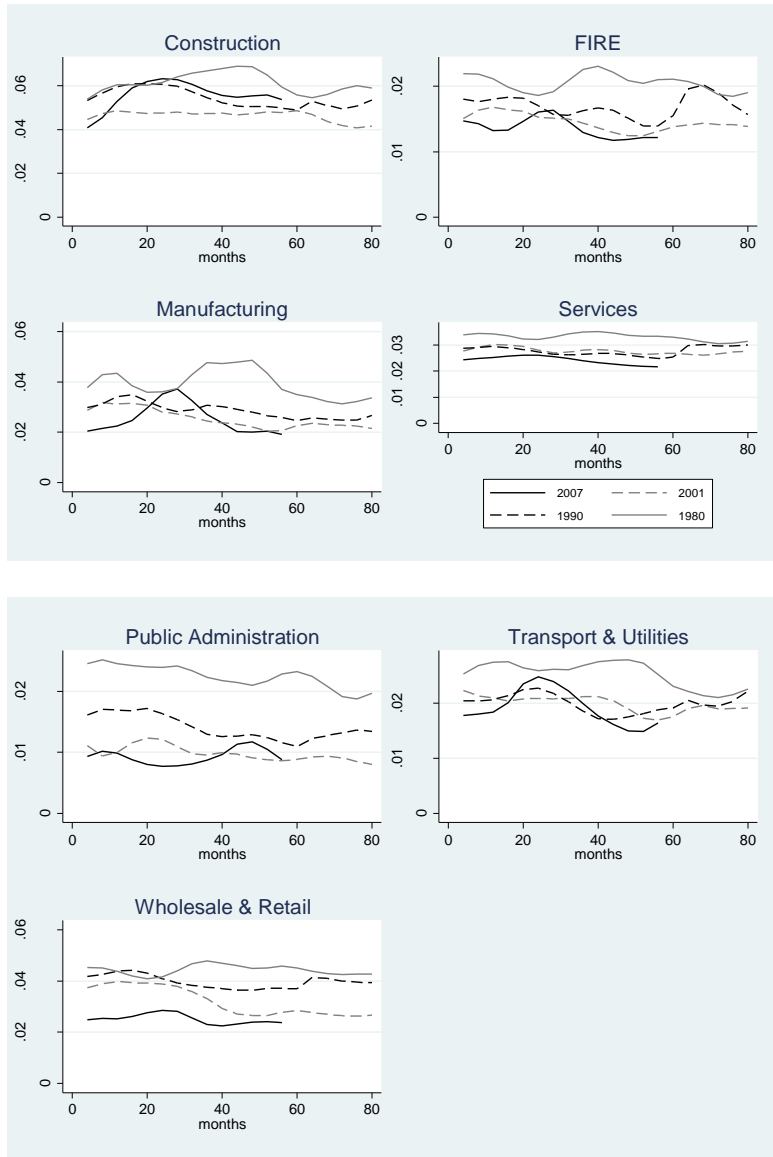 Construction
.06
.04
.02
0
0 20 40 60 80
months
FIRE
.02
.01
0
0 20 40 60 80
months
Manufacturing
.06
.04
.02
0
0 20 40 60 80
months
Services
.03
.02
.01
0
0 20 40 60 80
months
2007 2001
1990 1980
Public Administration
.02
.01
0
0 20 40 60 80
months
Transport & Utilities
.02
.01
0
0 20 40 60 80
months
Wholesale & Retail
.06
.04
.02
0
0 20 40 60 80
months